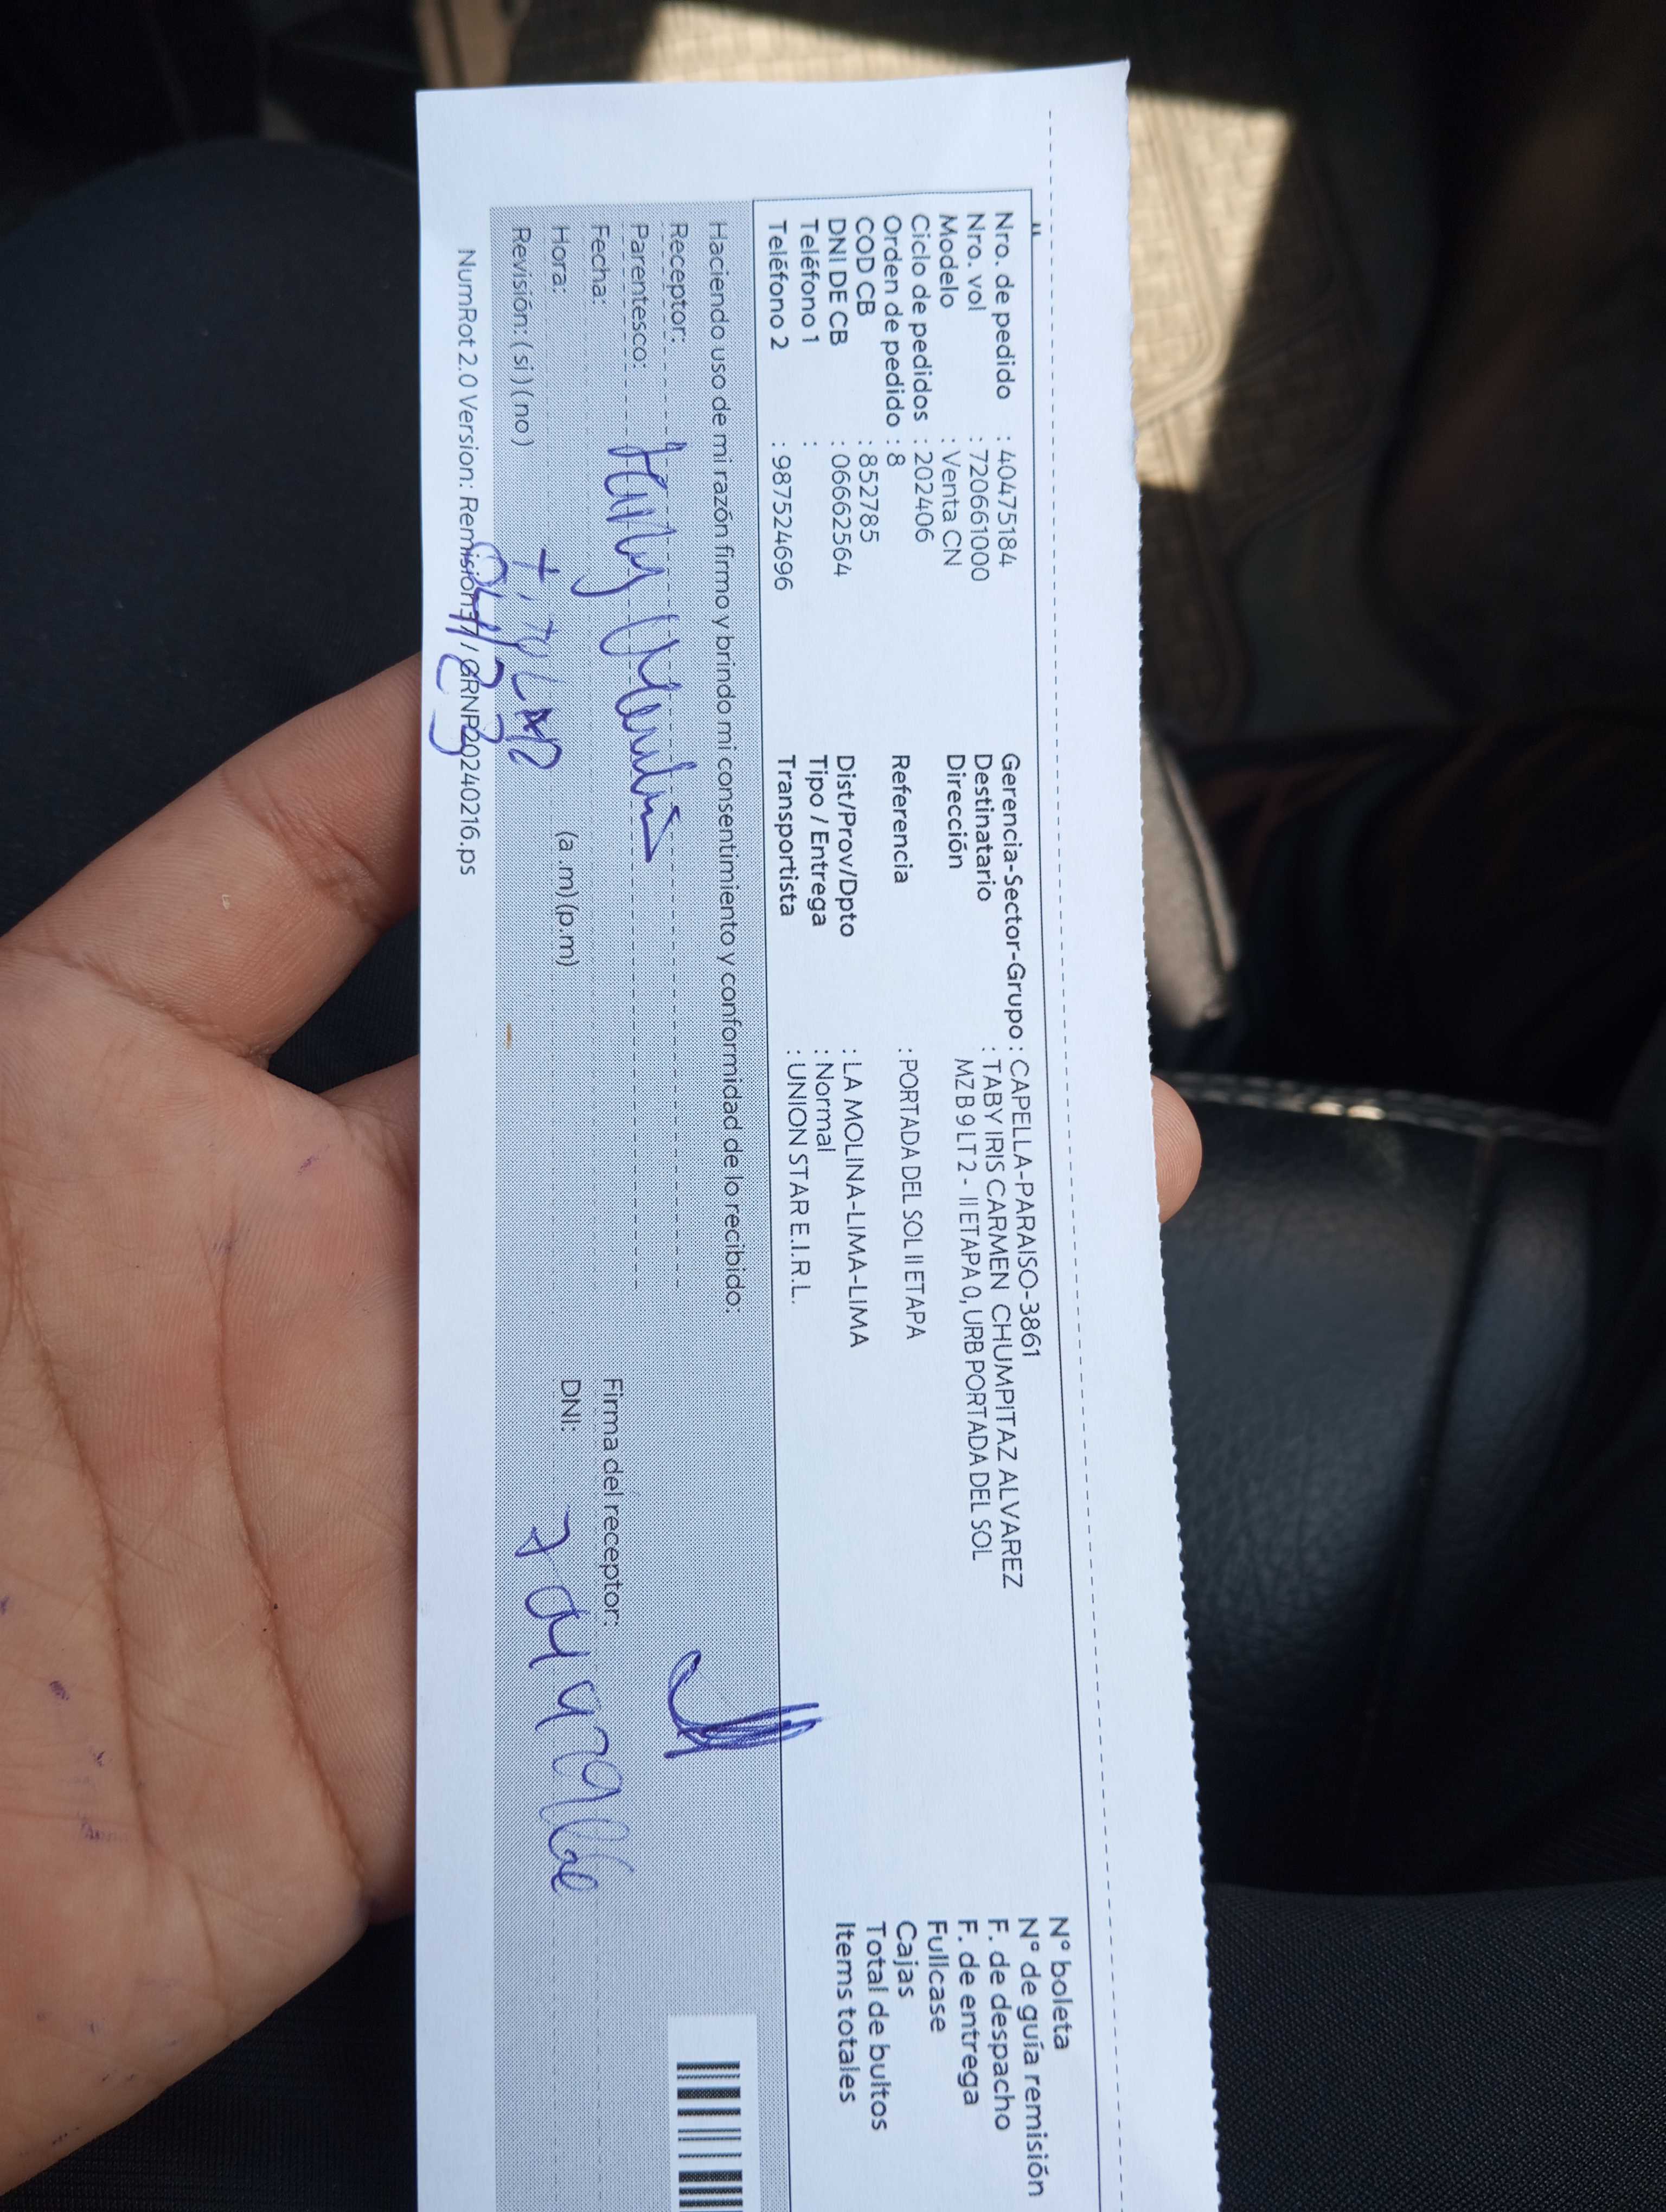 Nro. de pedido : 40475184
Nro. vol : 720661000
Modelo : Venta CN
Ciclo de pedidos : 202406
Orden de pedido : 8
COD CB : 852785
DNI DE CB : 06662564
Teléfono 1 :
Teléfono 2 : 987524696
Gerencia-Sector-Grupo : CAPELLA-PARAISO-3861
Destinatario : TABY IRIS CARMEN CHUMPITAZ ALVAREZ
Dirección MZ B 9 LT 2 - II ETAPA 0, URB PORTADA DEL SOL
Referencia : PORTADA DEL SOL II ETAPA
Dist/Prov/Dpto : LA MOLINA-LIMA-LIMA
Tipo / Entrega : Normal
Transportista : UNION STAR E.I.R.L.
N° boleta
N° de guía remisión
F. de despacho
F. de entrega
Fullcase
Cajas
Total de bultos
Items totales
Haciendo uso de mi razón firmo y brindo mi consentimiento y conformidad de lo recibido:
Receptor:
Parentesco:
Fecha:
Hora: (a.m) (p.m)
Revisión: ( si ) ( no )
Firma del receptor:
DNI:
NumRot 2.0 Version: Remision37 / GRNP20240216.ps